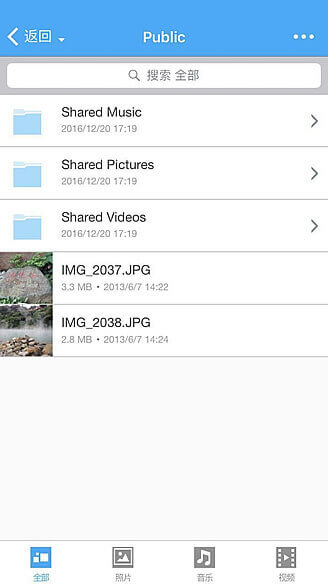 返回 Public
搜索 全部
Shared Music
2016/12/20 17:19
Shared Pictures
2016/12/20 17:19
Shared Videos
2016/12/20 17:19
IMG_2037.JPG
3.3 MB • 2013/6/7 14:22
IMG_2038.JPG
2.8 MB • 2013/6/7 14:24
全部 照片 音乐 视频